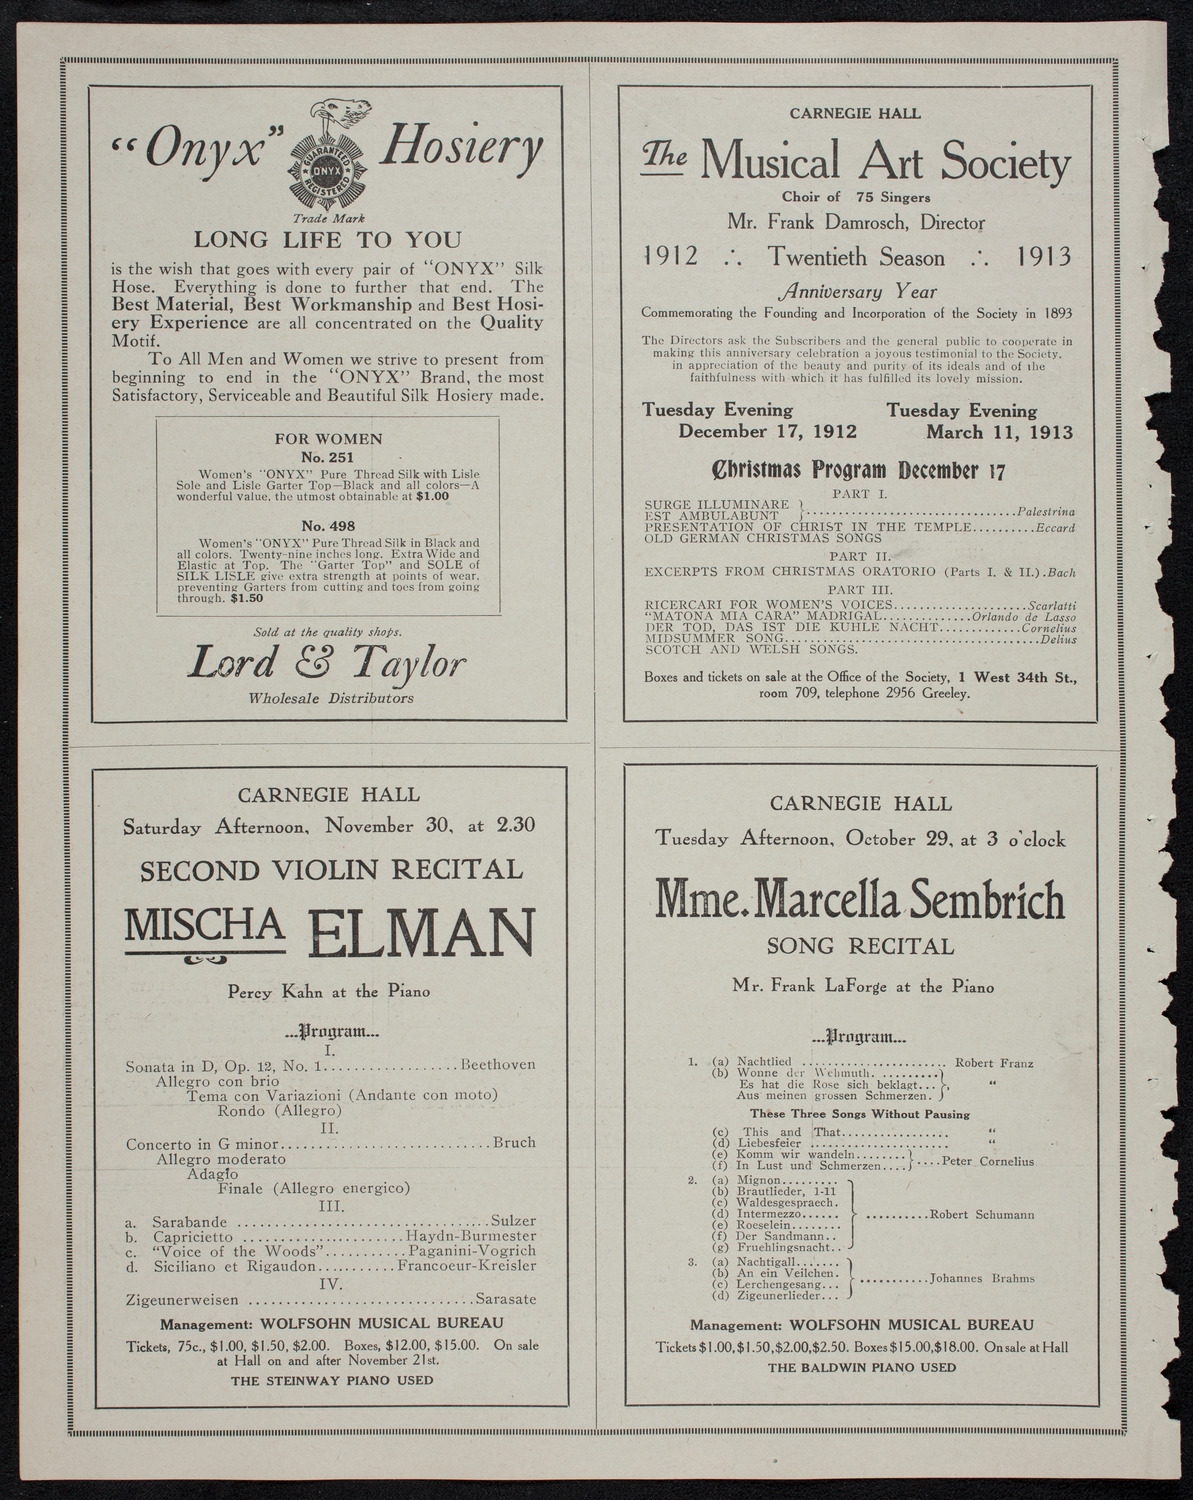 "Onyx" Hosiery
GUARANTEED
ONYX
REGISTERED
Trade Mark
LONG LIFE TO YOU
is the wish that goes with every pair of "ONYX" Silk
Hose. Everything is done to further that end. The
Best Material, Best Workmanship and Best Hosi-
ery Experience are all concentrated on the Quality
Motif.
To All Men and Women we strive to present from
beginning to end in the "ONYX" Brand, the most
Satisfactory, Serviceable and Beautiful Silk Hosiery made.
FOR WOMEN
No. 251
Women's "ONYX" Pure Thread Silk with Lisle
Sole and Lisle Garter Top—Black and all colors—A
wonderful value, the utmost obtainable at $1.00
No. 498
Women's "ONYX" Pure Thread Silk in Black and
all colors. Twenty-nine inches long. Extra Wide and
Elastic at Top. The "Garter Top" and SOLE of
SILK LISLE give extra strength at points of wear,
preventing Garters from cutting and toes from going
through. $1.50
Sold at the quality shops.
Lord & Taylor
Wholesale Distributors
CARNEGIE HALL
The Musical Art Society
Choir of 75 Singers
Mr. Frank Damrosch, Director
1912 ∴ Twentieth Season ∴ 1913
Anniversary Year
Commemorating the Founding and Incorporation of the Society in 1893
The Directors ask the Subscribers and the general public to cooperate in
making this anniversary celebration a joyous testimonial to the Society,
in appreciation of the beauty and purity of its ideals and of the
faithfulness with which it has fulfilled its lovely mission.
Tuesday Evening Tuesday Evening
December 17, 1912 March 11, 1913
Christmas Program December 17
PART I.
SURGE ILLUMINARE
EST AMBULABUNT } ........ Palestrina
PRESENTATION OF CHRIST IN THE TEMPLE..........Eccard
OLD GERMAN CHRISTMAS SONGS
PART II.
EXCERPTS FROM CHRISTMAS ORATORIO (Parts I. & II.).Bach
PART III.
RICERCARI FOR WOMEN'S VOICES.....................Scarlatti
"MATONA MIA CARA" MADRIGAL..............Orlando de Lasso
DER TOD, DAS IST DIE KUHLE NACHT.............Cornelius
MIDSUMMER SONG........................................Delius
SCOTCH AND WELSH SONGS.
Boxes and tickets on sale at the Office of the Society, 1 West 34th St.,
room 709, telephone 2956 Greeley.
CARNEGIE HALL
Saturday Afternoon, November 30, at 2.30
SECOND VIOLIN RECITAL
MISCHA ELMAN
Percy Kahn at the Piano
...Program...
I.
Sonata in D, Op. 12, No. 1.................Beethoven
Allegro con brio
Tema con Variazioni (Andante con moto)
Rondo (Allegro)
II.
Concerto in G minor...........................Bruch
Allegro moderato
Adagio
Finale (Allegro energico)
III.
a. Sarabande ................................Sulzer
b. Capricietto .....................Haydn-Burmester
c. "Voice of the Woods"...........Paganini-Vogrich
d. Siciliano et Rigaudon..........Francoeur-Kreisler
IV.
Zigeunerweisen .............................Sarasate
Management: WOLFSOHN MUSICAL BUREAU
Tickets, 75c., $1.00, $1.50, $2.00. Boxes, $12.00, $15.00. On sale
at Hall on and after November 21st.
THE STEINWAY PIANO USED
CARNEGIE HALL
Tuesday Afternoon, October 29, at 3 o'clock
Mme. Marcella Sembrich
SONG RECITAL
Mr. Frank LaForge at the Piano
...Program...
1. (a) Nachtlied ...................... Robert Franz
(b) Wonne der Wehmuth. .........
Es hat die Rose sich beklagt... }, "
Aus meinen grossen Schmerzen.
These Three Songs Without Pausing
(c) This and That................. "
(d) Liebesfeier ...................... "
(e) Komm wir wandeln........
(f) In Lust und Schmerzen.... }....Peter Cornelius
2. (a) Mignon.........
(b) Brautlieder, 1-11
(c) Waldesgespraech.
(d) Intermezzo...... } ..........Robert Schumann
(e) Roeselein........
(f) Der Sandmann..
(g) Fruehlingsnacht..
3. (a) Nachtigall.......
(b) An ein Veilchen. } ...........Johannes Brahms
(c) Lerchengesang...
(d) Zigeunerlieder...
Management: WOLFSOHN MUSICAL BUREAU
Tickets $1.00, $1.50, $2.00, $2.50. Boxes $15.00, $18.00. On sale at Hall
THE BALDWIN PIANO USED